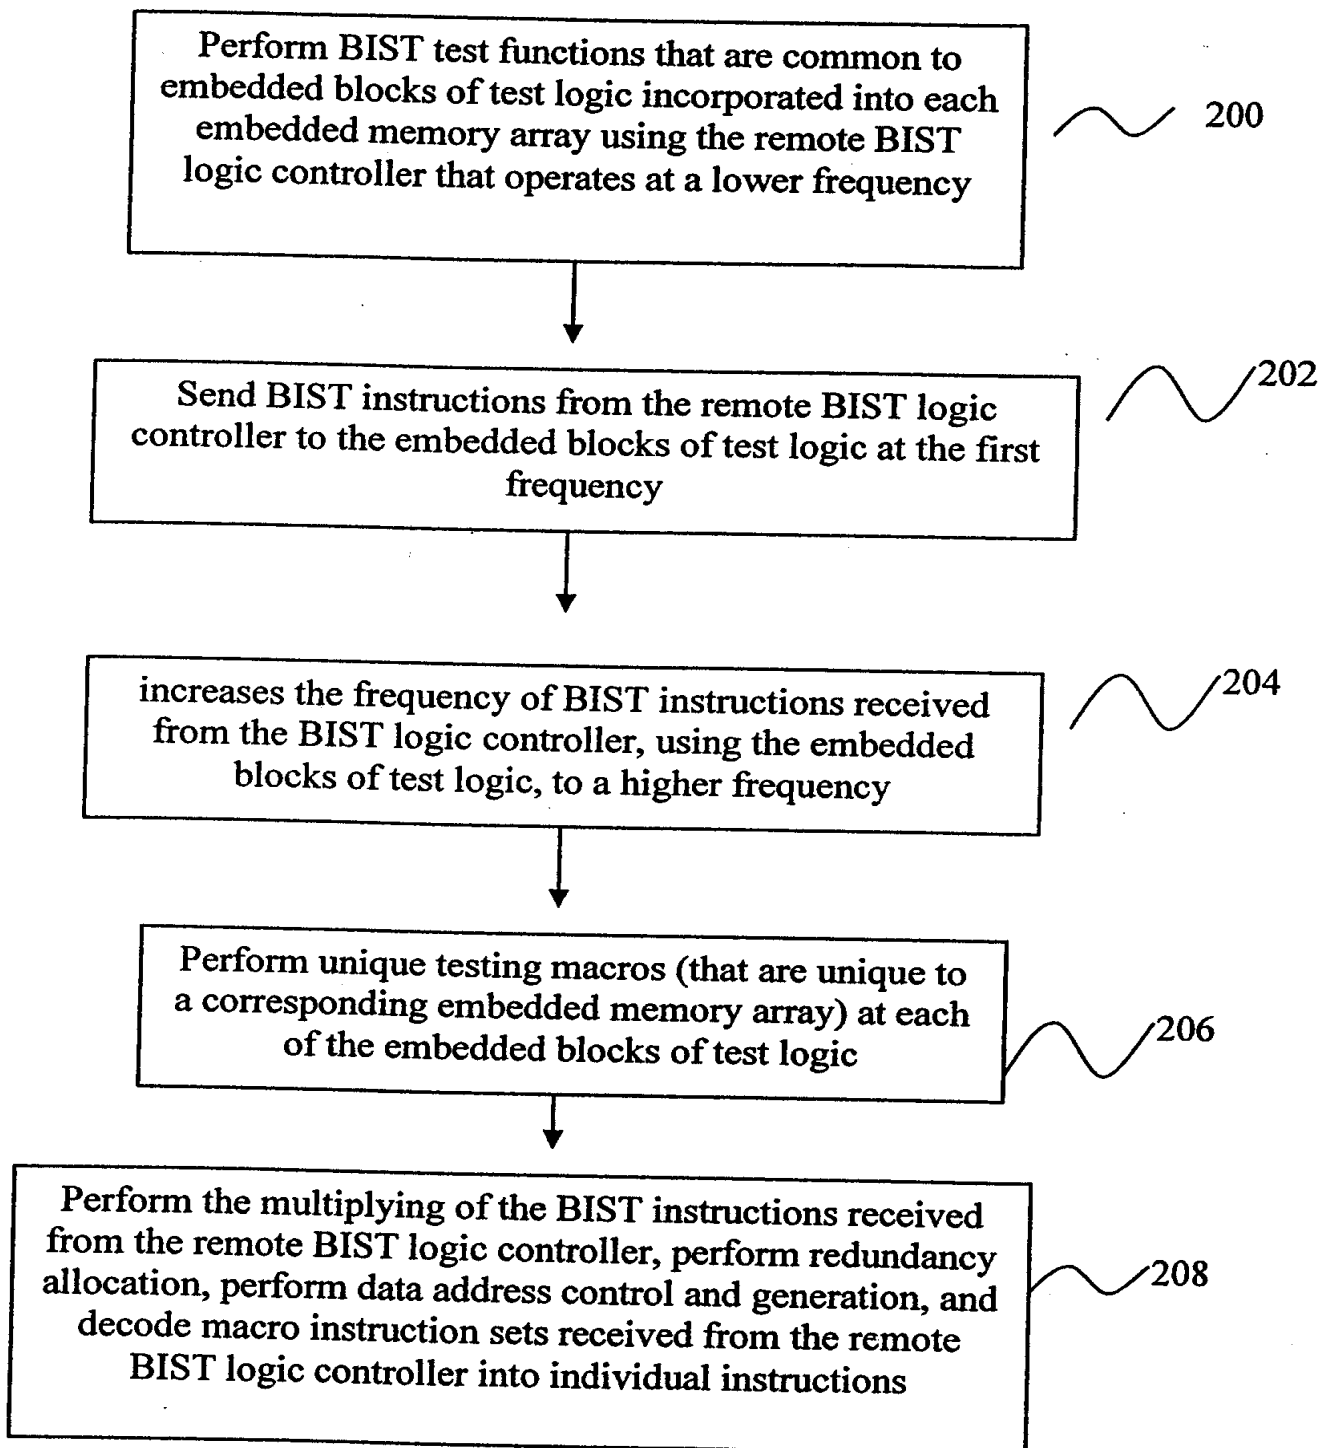 Perform BIST test functions that are common to
embedded blocks of test logic incorporated into each
embedded memory array using the remote BIST
logic controller that operates at a lower frequency
200
Send BIST instructions from the remote BIST logic
controller to the embedded blocks of test logic at the first
frequency
202
increases the frequency of BIST instructions received
from the BIST logic controller, using the embedded
blocks of test logic, to a higher frequency
204
Perform unique testing macros (that are unique to
a corresponding embedded memory array) at each
of the embedded blocks of test logic
206
Perform the multiplying of the BIST instructions received
from the remote BIST logic controller, perform redundancy
allocation, perform data address control and generation, and
decode macro instruction sets received from the remote
BIST logic controller into individual instructions
208